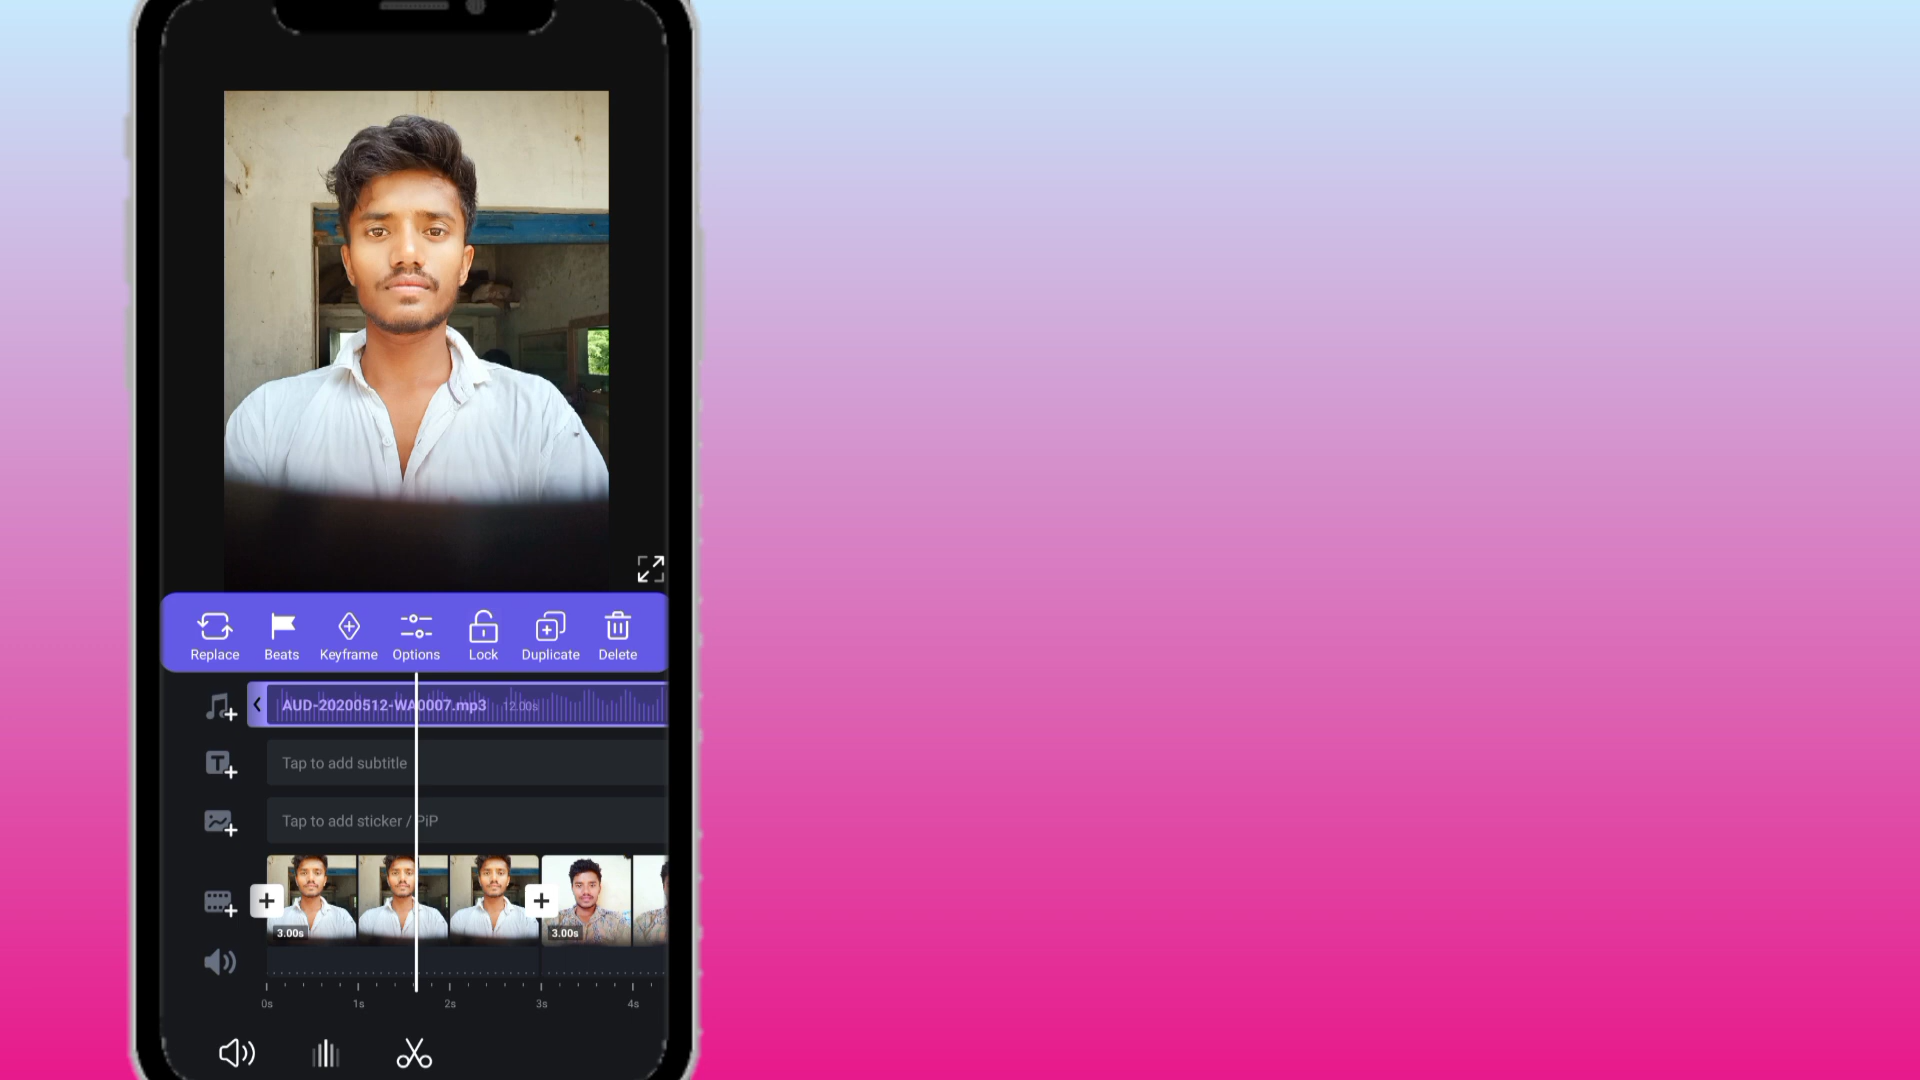 Replace Beats Keyframe Options Lock Duplicate Delete
AUD-20200512-WA0007.mp3 12.00s
Tap to add subtitle
Tap to add sticker / PiP
3.00s 3.00s
0s 1s 2s 3s 4s